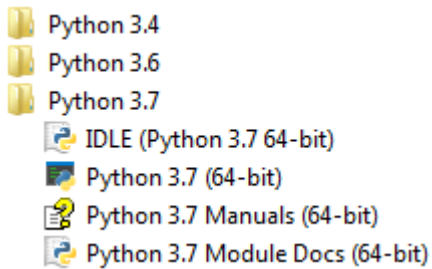 Python 3.4
Python 3.6
Python 3.7
IDLE (Python 3.7 64-bit)
Python 3.7 (64-bit)
Python 3.7 Manuals (64-bit)
Python 3.7 Module Docs (64-bit)